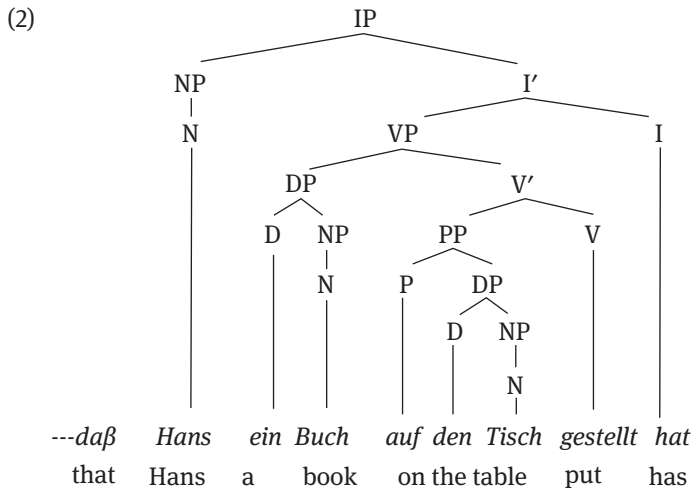 (2) IP
NP I′
N VP I
DP V′
D NP PP V
N P DP
D NP
N
---daß Hans ein Buch auf den Tisch gestellt hat
that Hans a book on the table put has